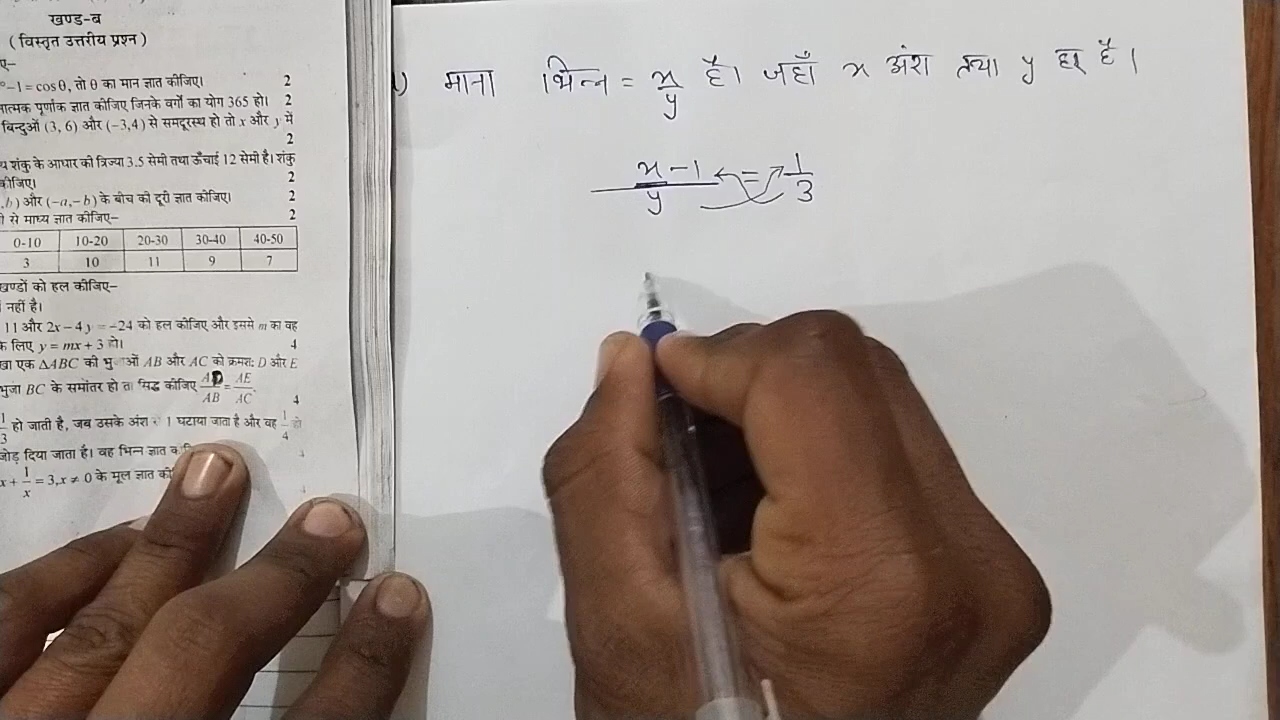 खण्ड-ब
( विस्तृत उत्तरीय प्रश्न )
ए–
–1 = cos θ, तो θ का मान ज्ञात कीजिए। 2
पूर्णांक ज्ञात कीजिए जिनके वर्गों का योग 365 हो। 2
बिन्दुओं (3, 6) और (–3,4) से समदूरस्थ हो तो x और y में
2
शंकु के आधार की त्रिज्या 3.5 सेमी तथा ऊँचाई 12 सेमी है। शंकु
कीजिए। 2
, b ) और (–a, –b ) के बीच की दूरी ज्ञात कीजिए। 2
से माध्य ज्ञात कीजिए– 2
0-10 10-20 20-30 30-40 40-50
3 10 11 9 7
खण्डों को हल कीजिए–
नहीं है।
11 और 2x – 4y = –24 को हल कीजिए और इससे m का वह
के लिए y = mx + 3 हो। 4
एक ΔABC की भुजाओं AB और AC को क्रमशः D और E
भुजा BC के समांतर हो तो सिद्ध कीजिए AD/AB = AE/AC 4
1/3 हो जाती है, जब उसके अंश से 1 घटाया जाता है और वह 1/4 हो
जोड़ दिया जाता है। वह भिन्न ज्ञात
x + 1/x = 3, x ≠ 0 के मूल ज्ञात
माना भिन्न = x/y है। जहाँ x अंश तथा y हर है।
x – 1 / y = 1/3